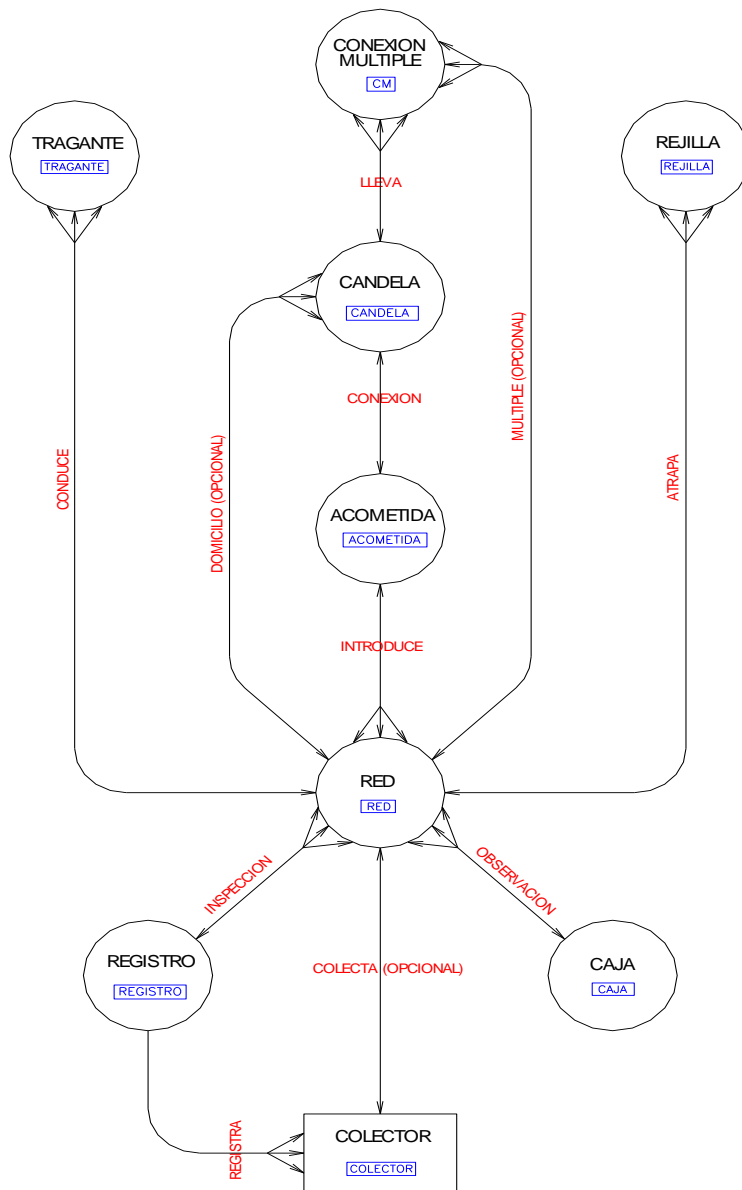 CONEXION
MULTIPLE
CM
TRAGANTE
TRAGANTE
REJILLA
REJILLA
LLEVA
CANDELA
CANDELA
CONEXION
MULTIPLE (OPCIONAL)
CONDUCE
DOMICILIO (OPCIONAL)
ATRAPA
ACOMETIDA
ACOMETIDA
INTRODUCE
RED
RED
INSPECCION
OBSERVACION
REGISTRO
REGISTRO
COLECTA (OPCIONAL)
CAJA
CAJA
REGISTRA
COLECTOR
COLECTOR